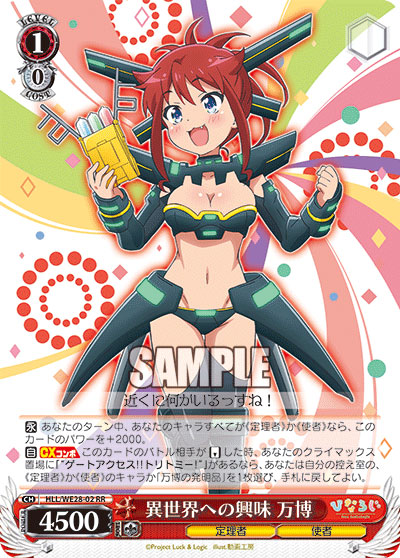 LEVEL
1
0
COST
SAMPLE
近くに何かいるっすね！
永 あなたのターン中、あなたのキャラすべてが《定理者》か《使者》なら、こ
のカードのパワーを＋2000。
自 CXコンボ このカードのバトル相手がした時、あなたのクライマックス
置場に「“ゲートアクセス!!トリトミー!”」があるなら、あなたは自分の控え室の、
《定理者》か《使者》のキャラか「万博の発明品」を1枚選び、手札に戻してよい。
CH HLL/WE28-02 RR
4500
異世界への興味 万博
定理者 使者
ひなろじ
©Project Luck & Logic illust.動画工房